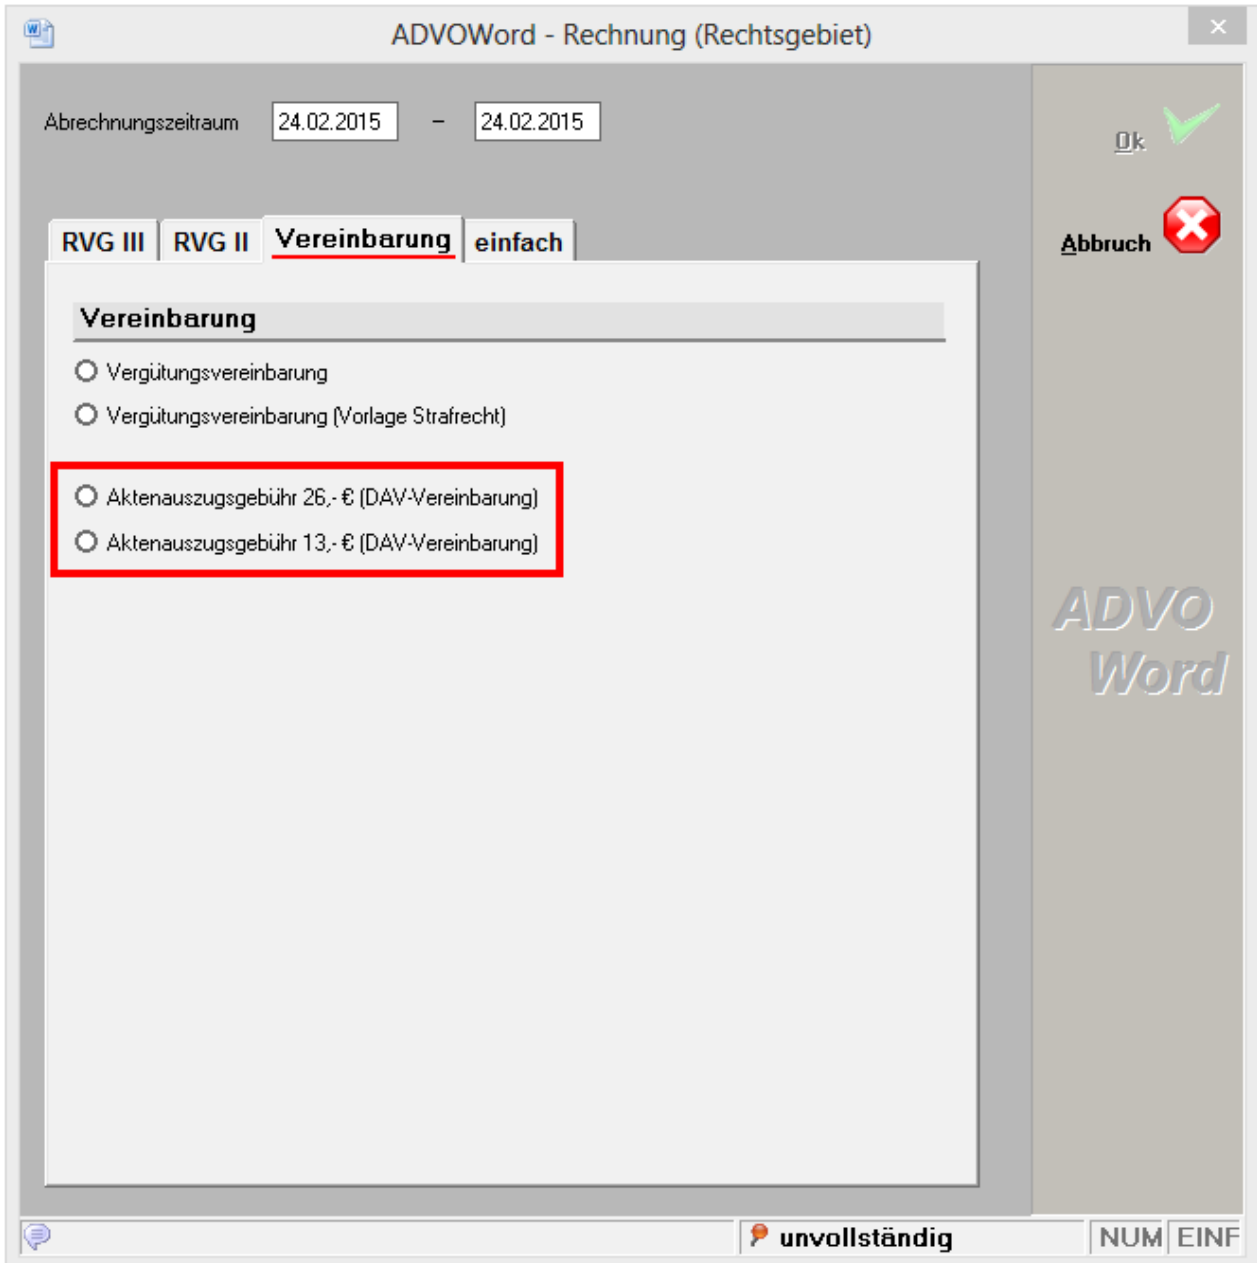 ADVOWord - Rechnung (Rechtsgebiet)
Abrechnungszeitraum 24.02.2015 – 24.02.2015
Ok
Abbruch
RVG III RVG II Vereinbarung einfach
Vereinbarung
Vergütungsvereinbarung
Vergütungsvereinbarung (Vorlage Strafrecht)
Aktenauszugsgebühr 26,- € (DAV-Vereinbarung)
Aktenauszugsgebühr 13,- € (DAV-Vereinbarung)
ADVO
Word
unvollständig NUM EINF